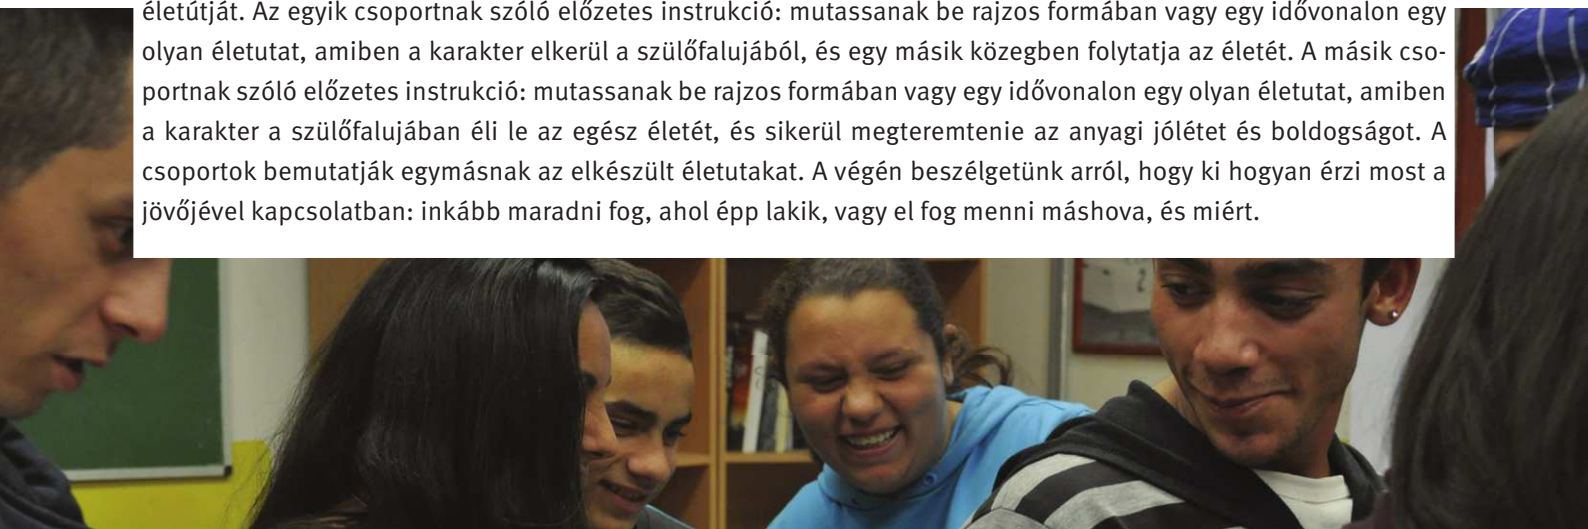 életútját. Az egyik csoportnak szóló előzetes instrukció: mutassanak be rajzos formában vagy egy idővonalon egy
olyan életutat, amiben a karakter elkerül a szülőfalujából, és egy másik közegben folytatja az életét. A másik cso-
portnak szóló előzetes instrukció: mutassanak be rajzos formában vagy egy idővonalon egy olyan életutat, amiben
a karakter a szülőfalujában éli le az egész életét, és sikerül megteremtenie az anyagi jólétet és boldogságot. A
csoportok bemutatják egymásnak az elkészült életutakat. A végén beszélgetünk arról, hogy ki hogyan érzi most a
jövőjével kapcsolatban: inkább maradni fog, ahol épp lakik, vagy el fog menni máshova, és miért.